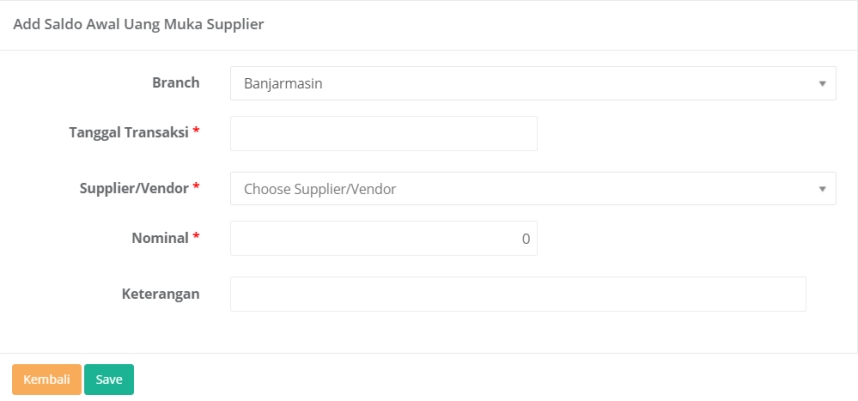 Add Saldo Awal Uang Muka Supplier
Branch Banjarmasin
Tanggal Transaksi *
Supplier/Vendor * Choose Supplier/Vendor
Nominal * 0
Keterangan
Kembali Save